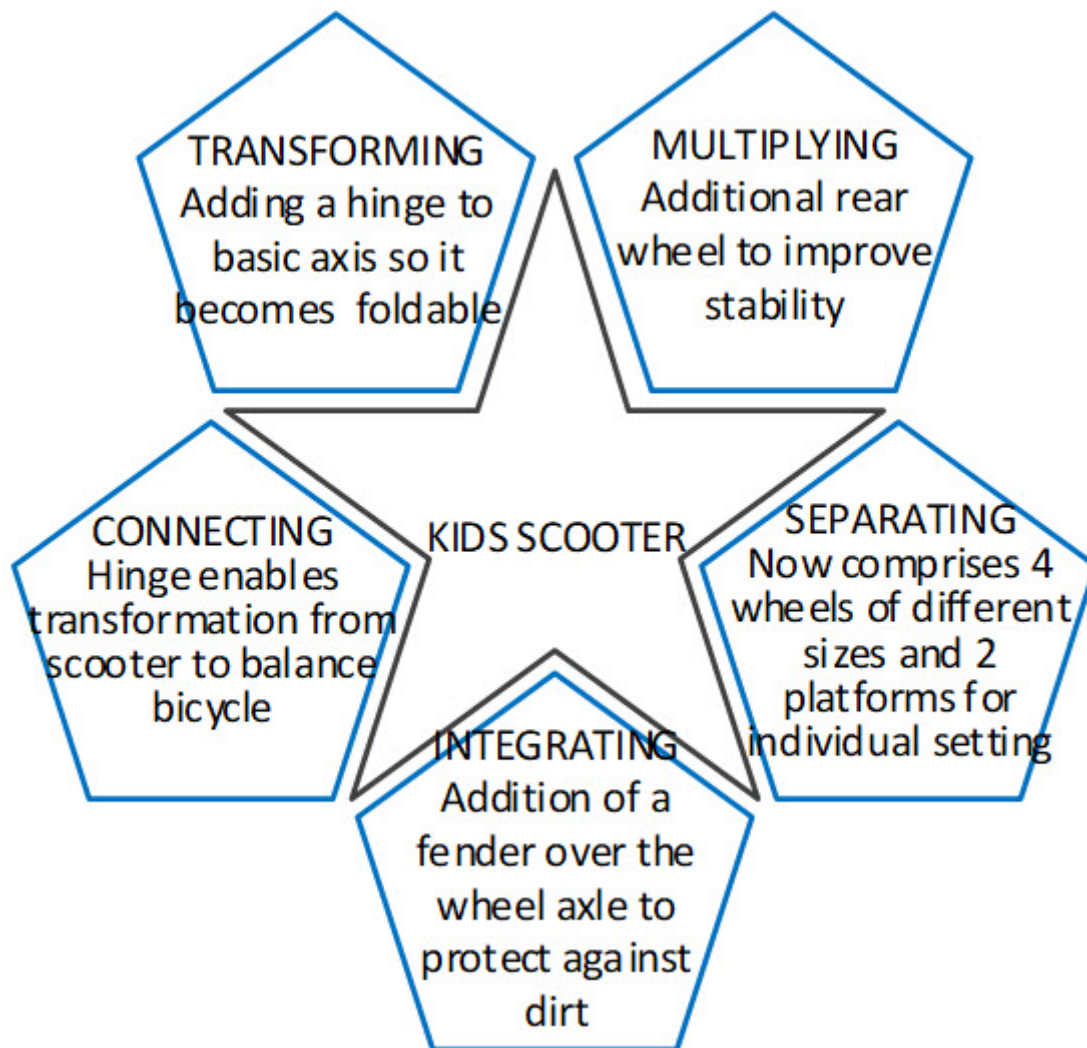 TRANSFORMING
Adding a hinge to
basic axis so it
becomes foldable
MULTIPLYING
Additional rear
wheel to improve
stability
CONNECTING
Hinge enables
transformation from
scooter to balance
bicycle
KIDS SCOOTER
SEPARATING
Now comprises 4
wheels of different
sizes and 2
platforms for
individual setting
INTEGRATING
Addition of a
fender over the
wheel axle to
protect against
dirt